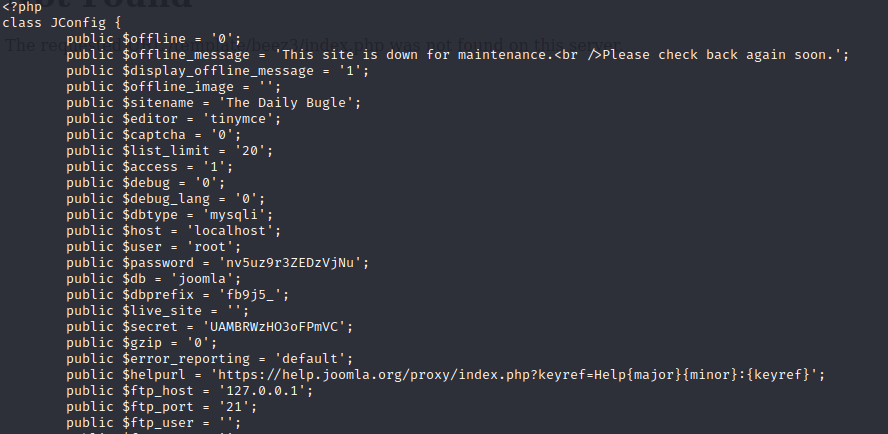 <?php
class JConfig {
public $offline = '0';
public $offline_message = 'This site is down for maintenance.<br />Please check back again soon.';
public $display_offline_message = '1';
public $offline_image = '';
public $sitename = 'The Daily Bugle';
public $editor = 'tinymce';
public $captcha = '0';
public $list_limit = '20';
public $access = '1';
public $debug = '0';
public $debug_lang = '0';
public $dbtype = 'mysqli';
public $host = 'localhost';
public $user = 'root';
public $password = 'nv5uz9r3ZEDzVjNu';
public $db = 'joomla';
public $dbprefix = 'fb9j5_';
public $live_site = '';
public $secret = 'UAMBRWzHO3oFPmVC';
public $gzip = '0';
public $error_reporting = 'default';
public $helpurl = 'https://help.joomla.org/proxy/index.php?keyref=Help{major}{minor}:{keyref}';
public $ftp_host = '127.0.0.1';
public $ftp_port = '21';
public $ftp_user = '';